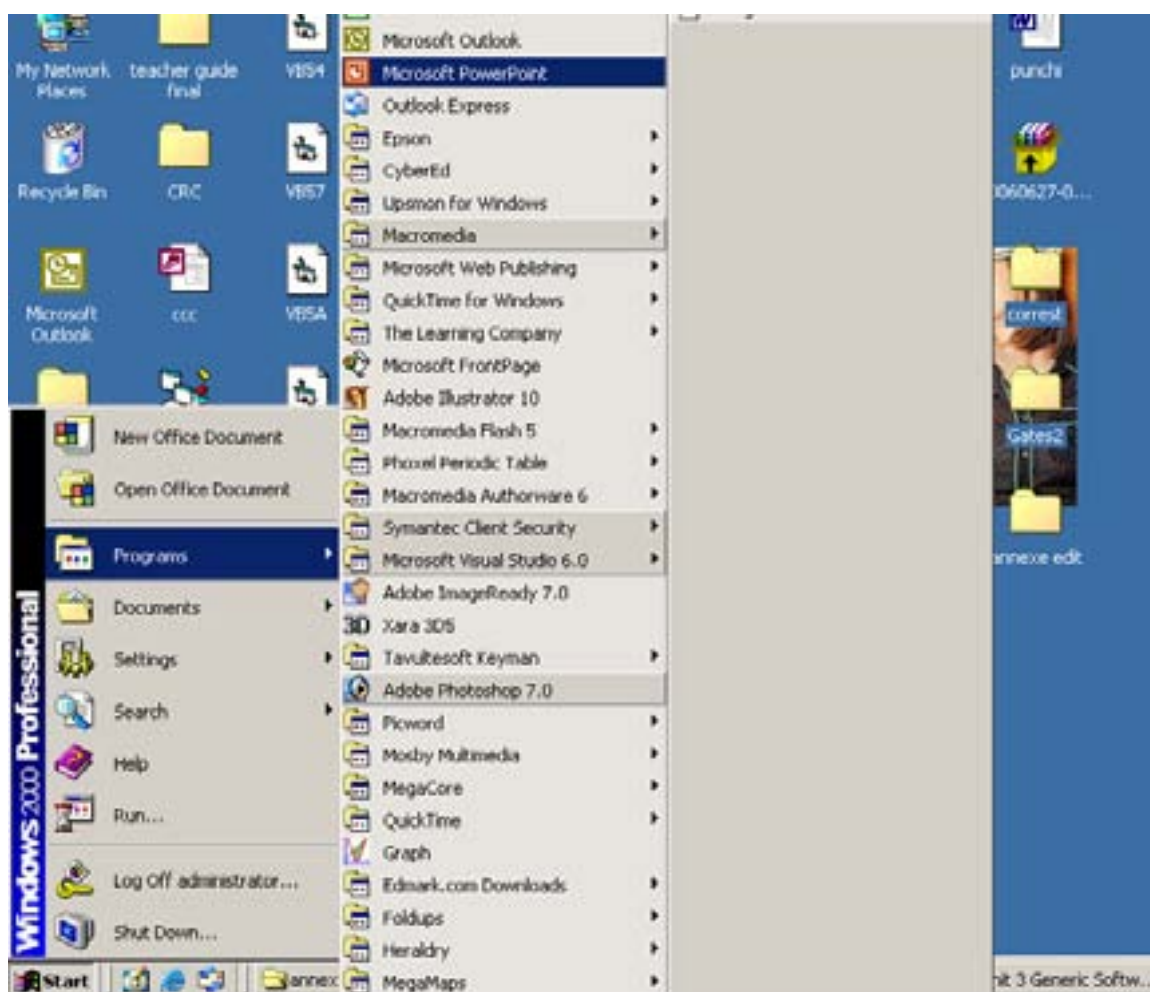 My Network
Places
teacher guide
final
VBS4
Recycle Bin
CRC
VBS7
Microsoft
Outlook
ccc
VBSA
Microsoft Outlook
Microsoft PowerPoint
Outlook Express
Epson
CyberEd
Upsmon for Windows
Macromedia
Microsoft Web Publishing
QuickTime for Windows
The Learning Company
Microsoft FrontPage
Adobe Illustrator 10
Macromedia Flash 5
Phoxel Periodic Table
Macromedia Authorware 6
Symantec Client Security
Microsoft Visual Studio 6.0
Adobe ImageReady 7.0
3D Xara 3D5
Tavultesoft Keyman
Adobe Photoshop 7.0
Picword
Mosby Multimedia
MegaCore
QuickTime
Graph
Edmark.com Downloads
Foldups
Heraldry
MegaMaps
punchi
0060627-0...
correst
Gates2
annexe edit
New Office Document
Open Office Document
Programs
Documents
Settings
Search
Help
Run...
Log Off administrator...
Shut Down...
Windows 2000 Professional
Start
annex
nit 3 Generic Softw...